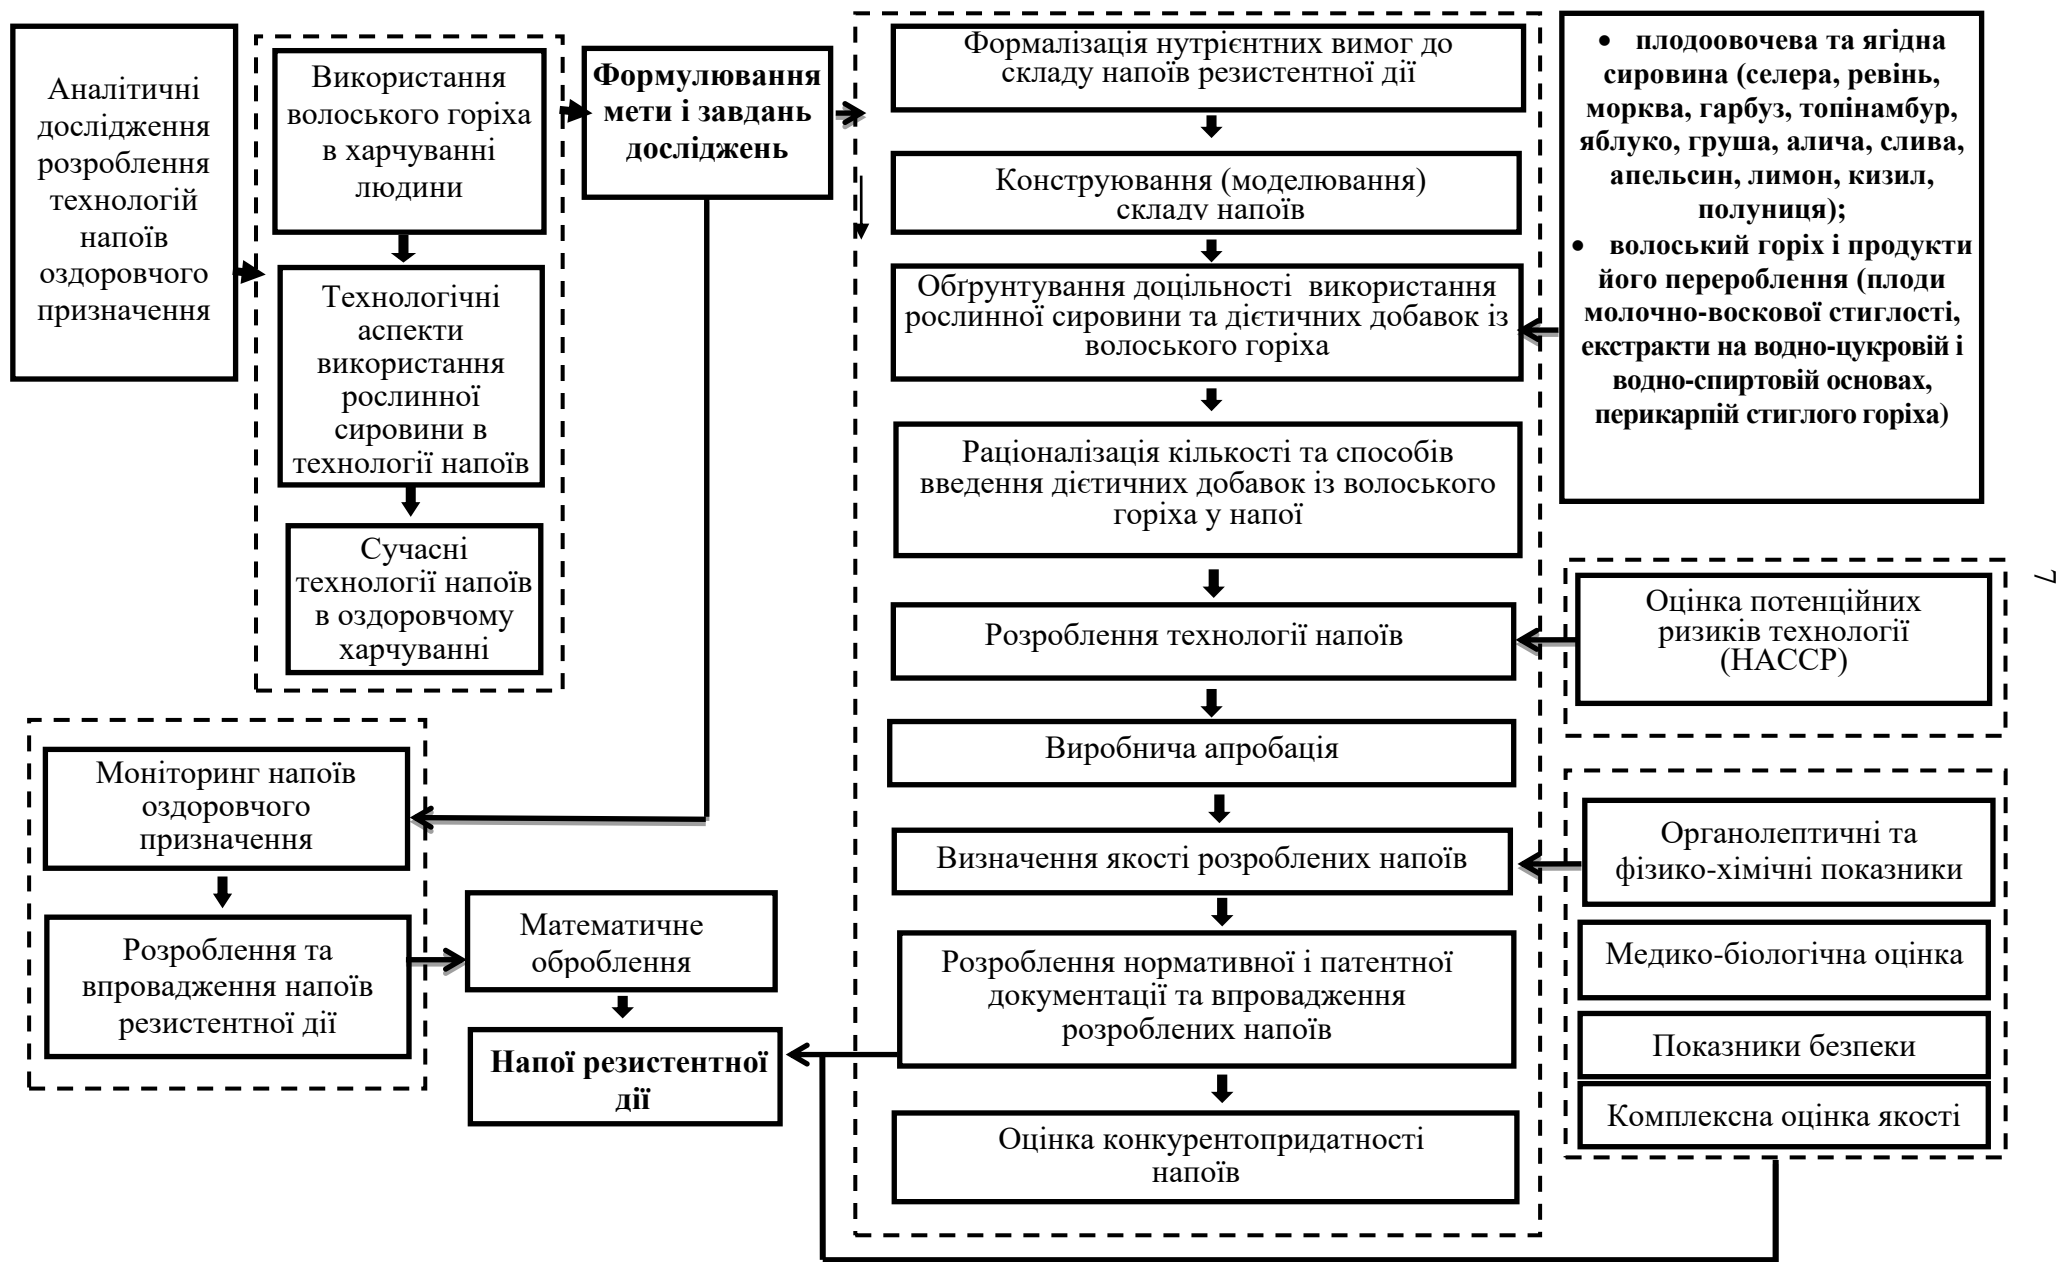 Аналітичні
дослідження
розроблення
технологій
напоїв
оздоровчого
призначення
Використання
волоського горіха
в харчуванні
людини
Технологічні
аспекти
використання
рослинної
сировини в
технології напоїв
Сучасні
технології напоїв
в оздоровчому
харчуванні
Формулювання
мети і завдань
досліджень
Формалізація нутрієнтних вимог до
складу напоїв резистентної дії
Конструювання (моделювання)
складу напоїв
Обґрунтування доцільності використання
рослинної сировини та дієтичних добавок із
волоського горіха
Раціоналізація кількості та способів
введення дієтичних добавок із волоського
горіха у напої
Розроблення технології напоїв
Виробнича апробація
Визначення якості розроблених напоїв
Розроблення нормативної і патентної
документації та впровадження
розроблених напоїв
Оцінка конкурентопридатності
напоїв
• плодоовочева та ягідна
сировина (селера, ревінь,
морква, гарбуз, топінамбур,
яблуко, груша, алича, слива,
апельсин, лимон, кизил,
полуниця);
• волоський горіх і продукти
його перероблення (плоди
молочно-воскової стиглості,
екстракти на водно-цукровій і
водно-спиртовій основах,
перикарпій стиглого горіха)
Оцінка потенційних
ризиків технології
(НАССР)
7
Органолептичні та
фізико-хімічні показники
Медико-біологічна оцінка
Показники безпеки
Комплексна оцінка якості
Моніторинг напоїв
оздоровчого
призначення
Розроблення та
впровадження напоїв
резистентної дії
Математичне
оброблення
Напої резистентної
дії